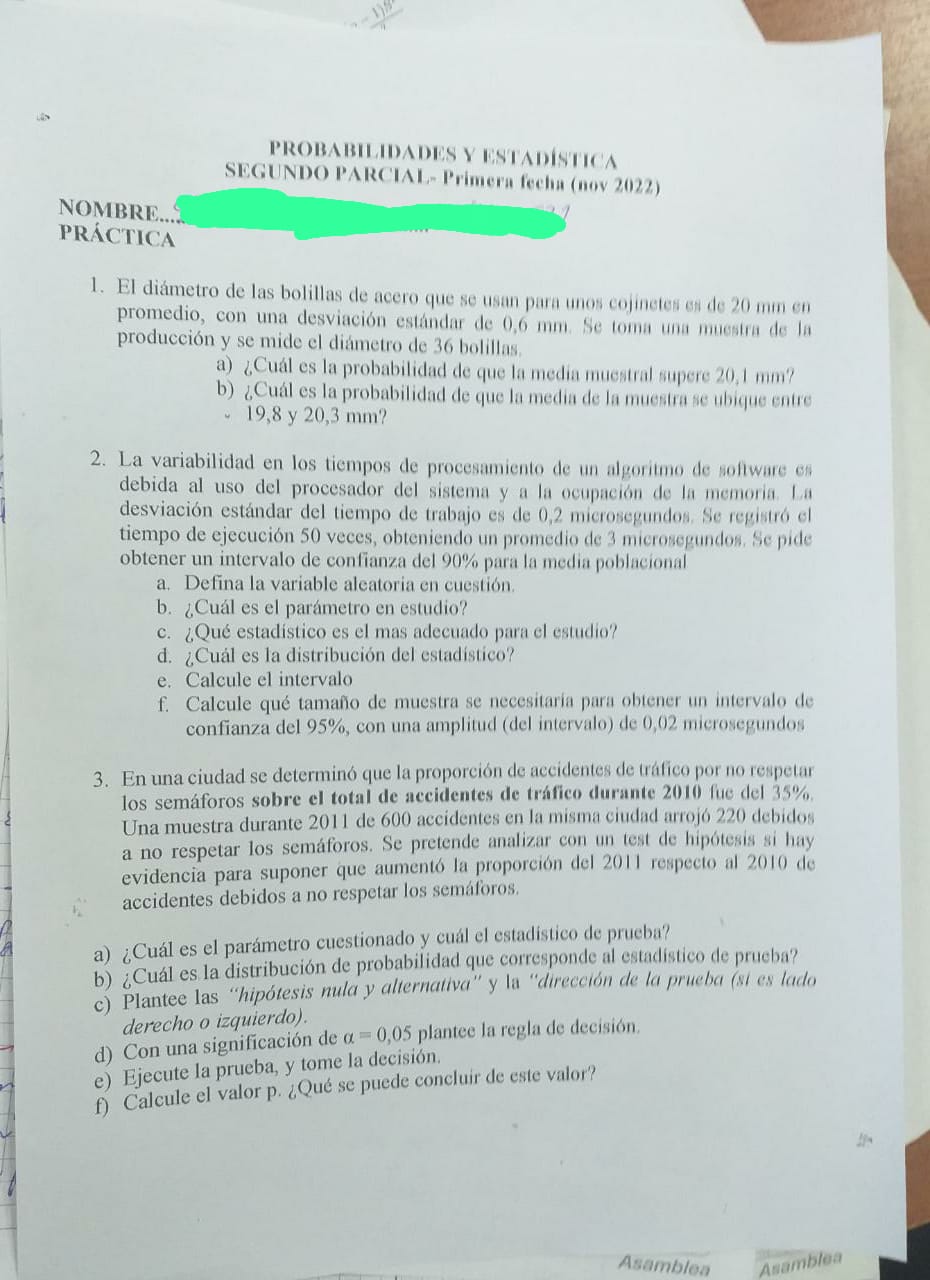 PROBABILIDADES Y ESTADÍSTICA
SEGUNDO PARCIAL- Primera fecha (nov 2022)
NOMBRE.....
PRÁCTICA
1. El diámetro de las bolillas de acero que se usan para unos cojinetes es de 20 mm en
promedio, con una desviación estándar de 0,6 mm. Se toma una muestra de la
producción y se mide el diámetro de 36 bolillas.
a) ¿Cuál es la probabilidad de que la media muestral supere 20,1 mm?
b) ¿Cuál es la probabilidad de que la media de la muestra se ubique entre
19,8 y 20,3 mm?
2. La variabilidad en los tiempos de procesamiento de un algoritmo de software es
debida al uso del procesador del sistema y a la ocupación de la memoria. La
desviación estándar del tiempo de trabajo es de 0,2 microsegundos. Se registró el
tiempo de ejecución 50 veces, obteniendo un promedio de 3 microsegundos. Se pide
obtener un intervalo de confianza del 90% para la media poblacional
a. Defina la variable aleatoria en cuestión.
b. ¿Cuál es el parámetro en estudio?
c. ¿Qué estadístico es el mas adecuado para el estudio?
d. ¿Cuál es la distribución del estadístico?
e. Calcule el intervalo
f. Calcule qué tamaño de muestra se necesitaría para obtener un intervalo de
confianza del 95%, con una amplitud (del intervalo) de 0,02 microsegundos
3. En una ciudad se determinó que la proporción de accidentes de tráfico por no respetar
los semáforos sobre el total de accidentes de tráfico durante 2010 fue del 35%.
Una muestra durante 2011 de 600 accidentes en la misma ciudad arrojó 220 debidos
a no respetar los semáforos. Se pretende analizar con un test de hipótesis si hay
evidencia para suponer que aumentó la proporción del 2011 respecto al 2010 de
accidentes debidos a no respetar los semáforos.
a) ¿Cuál es el parámetro cuestionado y cuál el estadístico de prueba?
b) ¿Cuál es la distribución de probabilidad que corresponde al estadístico de prueba?
c) Plantee las "hipótesis nula y alternativa" y la "dirección de la prueba (si es lado
derecho o izquierdo).
d) Con una significación de α = 0,05 plantee la regla de decisión.
e) Ejecute la prueba, y tome la decisión.
f) Calcule el valor p. ¿Qué se puede concluir de este valor?
Asamblea Asamblea